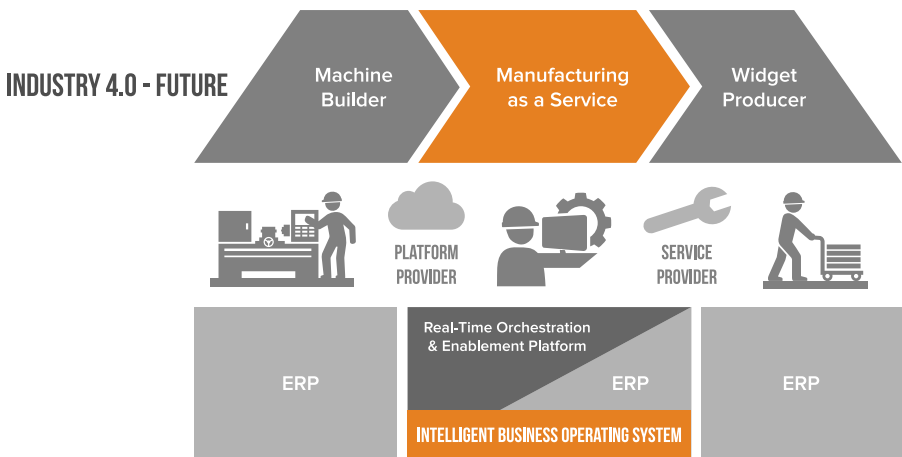 INDUSTRY 4.0 - FUTURE
Machine
Builder
Manufacturing
as a Service
Widget
Producer
PLATFORM
PROVIDER
SERVICE
PROVIDER
ERP
Real-Time Orchestration
& Enablement Platform
ERP
ERP
INTELLIGENT BUSINESS OPERATING SYSTEM